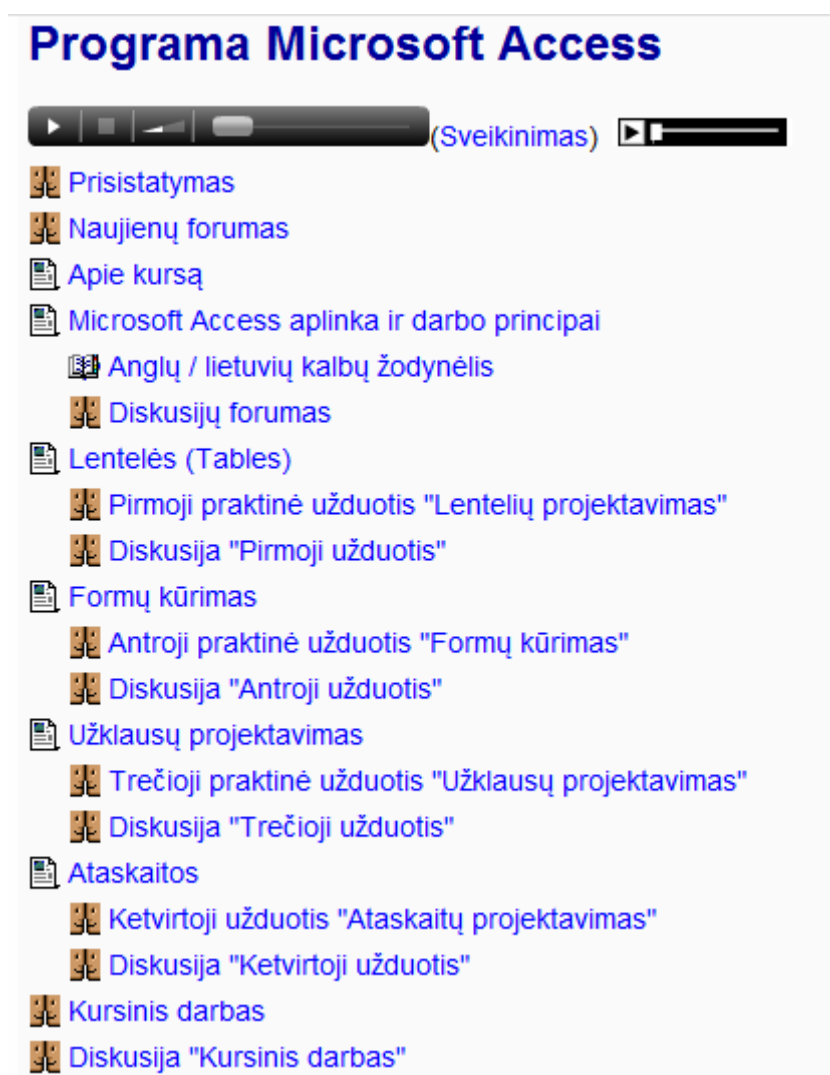 Programa Microsoft Access
(Sveikinimas)
Prisistatymas
Naujienų forumas
Apie kursą
Microsoft Access aplinka ir darbo principai
Anglų / lietuvių kalbų žodynėlis
Diskusijų forumas
Lentelės (Tables)
Pirmoji praktinė užduotis "Lentelių projektavimas"
Diskusija "Pirmoji užduotis"
Formų kūrimas
Antroji praktinė užduotis "Formų kūrimas"
Diskusija "Antroji užduotis"
Užklausų projektavimas
Trečioji praktinė užduotis "Užklausų projektavimas"
Diskusija "Trečioji užduotis"
Ataskaitos
Ketvirtoji užduotis "Ataskaitų projektavimas"
Diskusija "Ketvirtoji užduotis"
Kursinis darbas
Diskusija "Kursinis darbas"